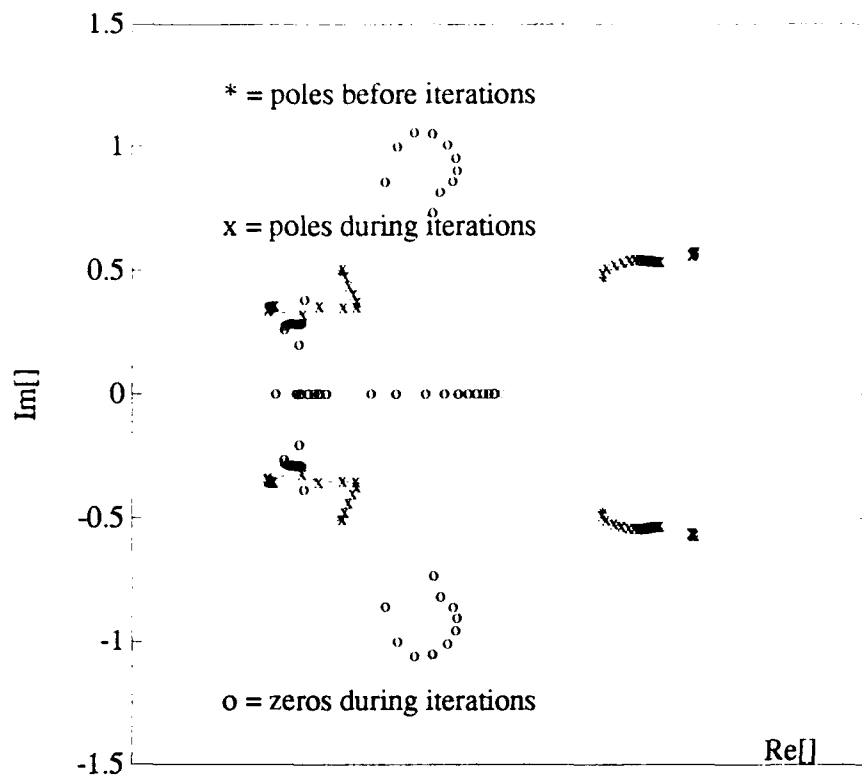 1.5
* = poles before iterations
1
x = poles during iterations
0.5
Im[]
0
-0.5
-1
o = zeros during iterations
Re[]
-1.5